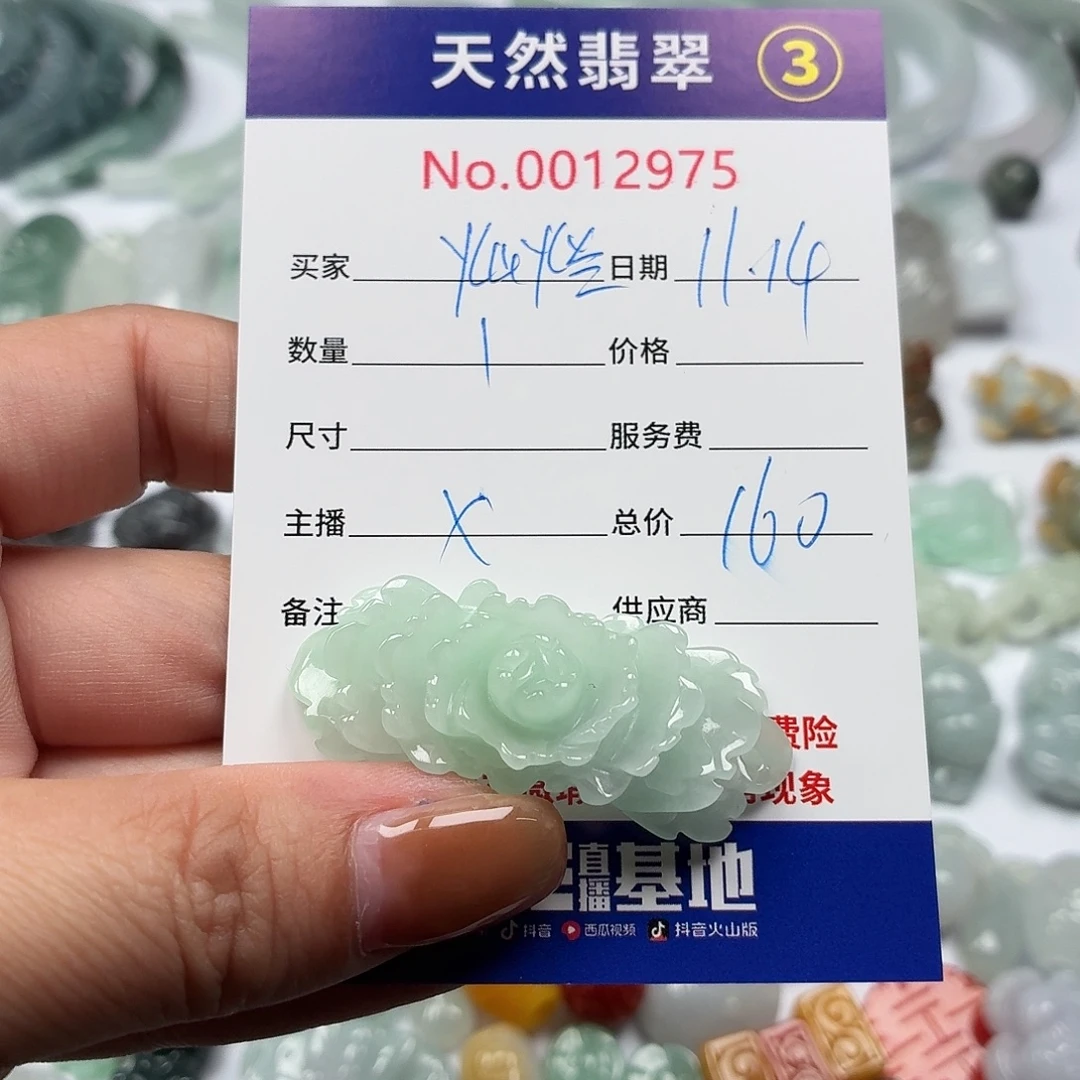 天然翡翠 3
No.0012975
买家 日期 11.14
数量 1 价格
尺寸 服务费
主播 X 总价 160
备注 供应商
费险
现象
直播基地
抖音 西瓜视频 抖音火山版